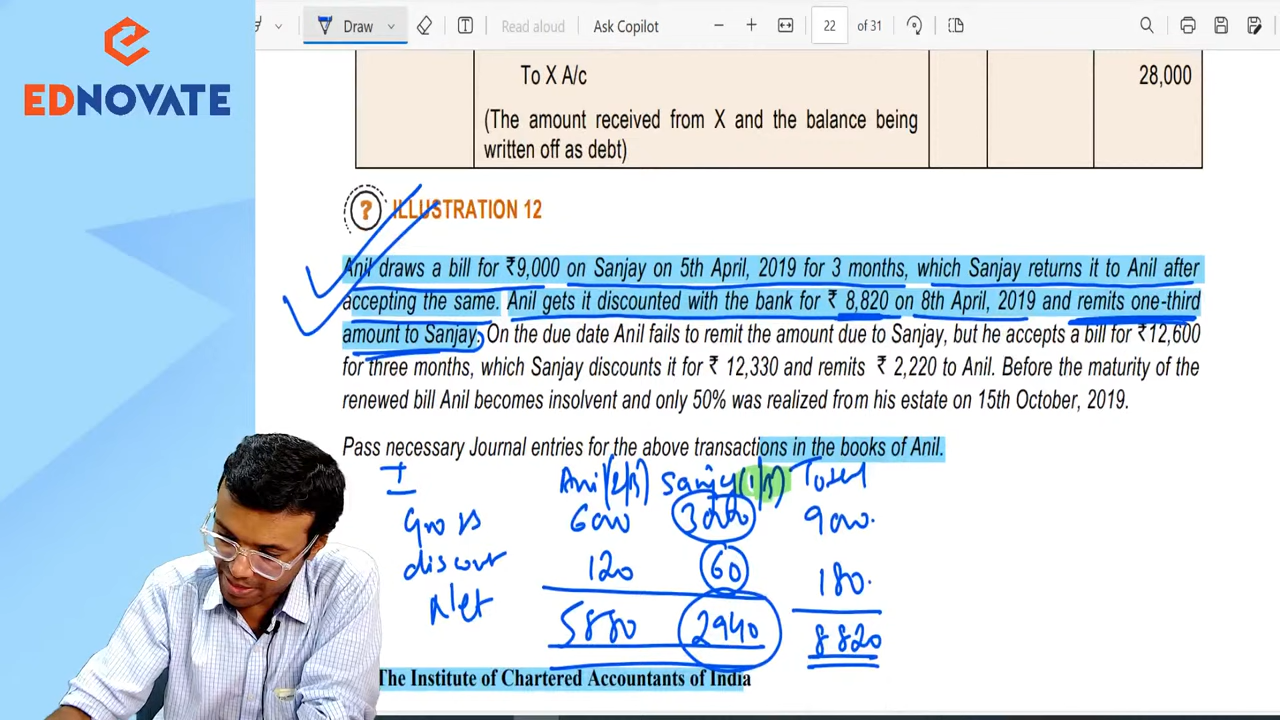 EDNOVATE
Draw
Read aloud
Ask Copilot
22 of 31
To X A/c
28,000
(The amount received from X and the balance being
written off as debt)
? ILLUSTRATION 12
Anil draws a bill for ₹9,000 on Sanjay on 5th April, 2019 for 3 months, which Sanjay returns it to Anil after
accepting the same. Anil gets it discounted with the bank for ₹ 8,820 on 8th April, 2019 and remits one-third
amount to Sanjay. On the due date Anil fails to remit the amount due to Sanjay, but he accepts a bill for ₹12,600
for three months, which Sanjay discounts it for ₹ 12,330 and remits ₹ 2,220 to Anil. Before the maturity of the
renewed bill Anil becomes insolvent and only 50% was realized from his estate on 15th October, 2019.
Pass necessary Journal entries for the above transactions in the books of Anil.
I Anil (2/3) Sanjay (1/3) Total
Gross 6000 3000 900.
discount 120 60 180.
Net 5880 2940 8820
The Institute of Chartered Accountants of India